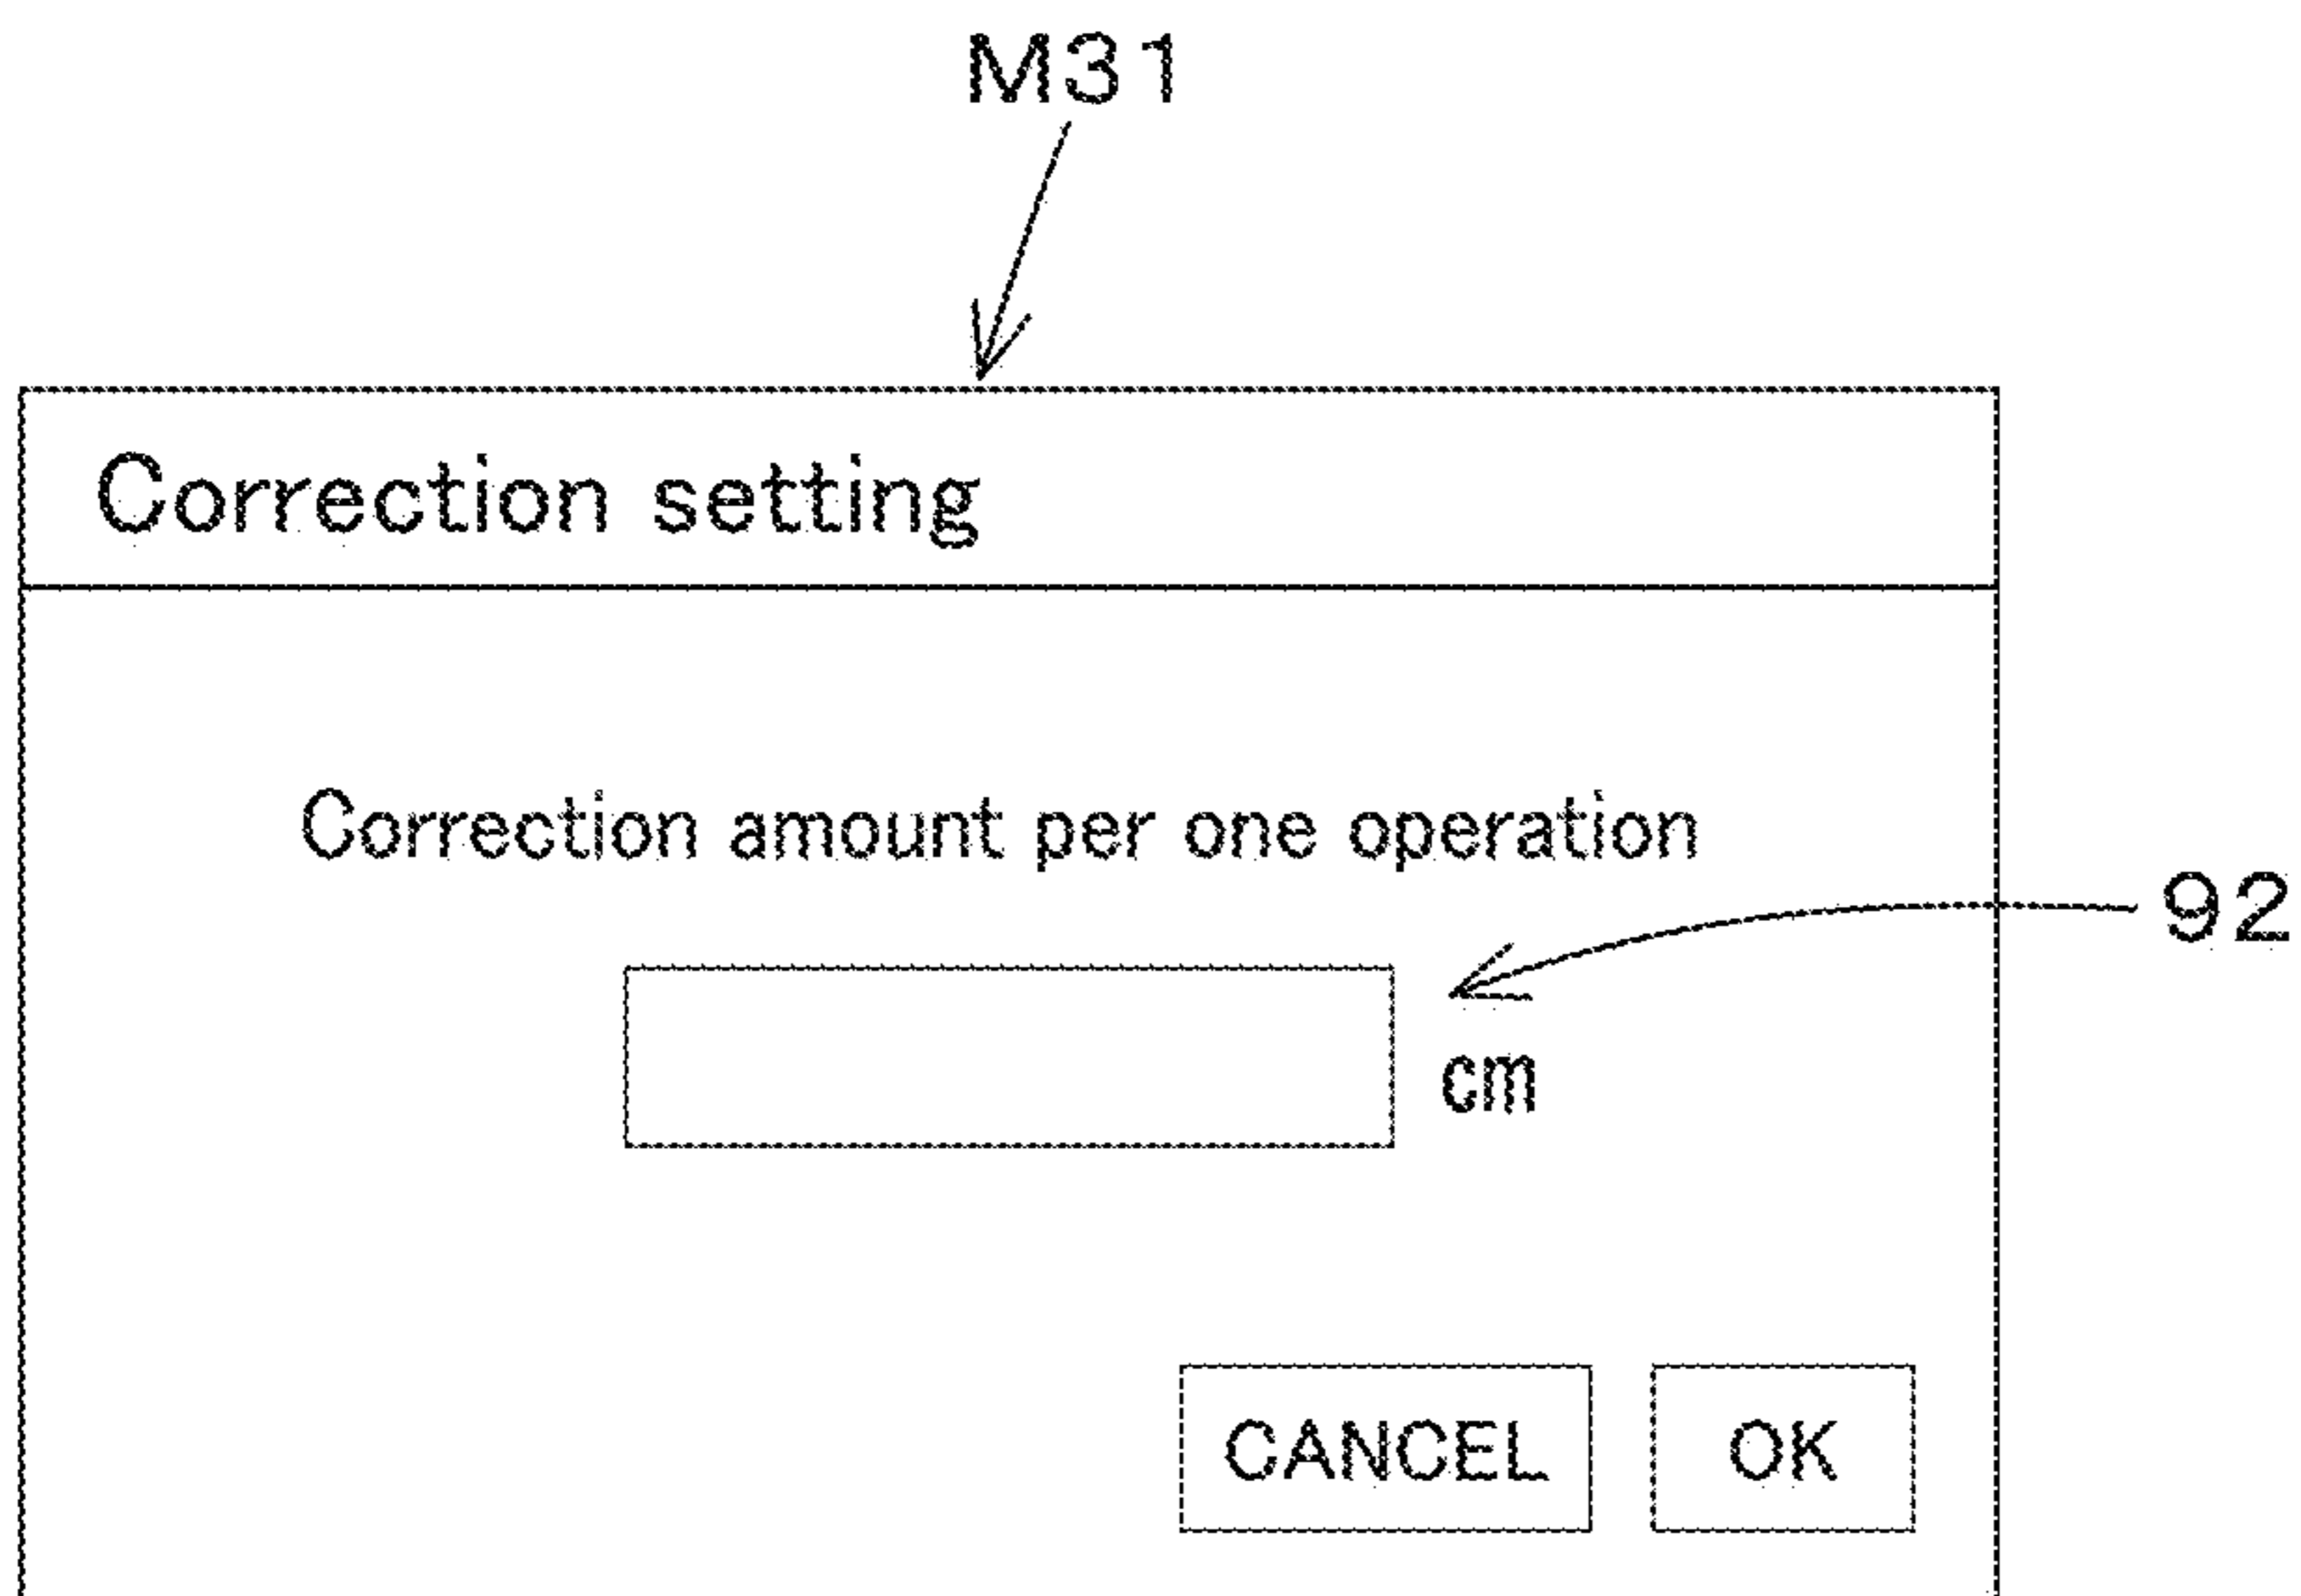 M31
Correction setting
Correction amount per one operation
92
cm
CANCEL OK